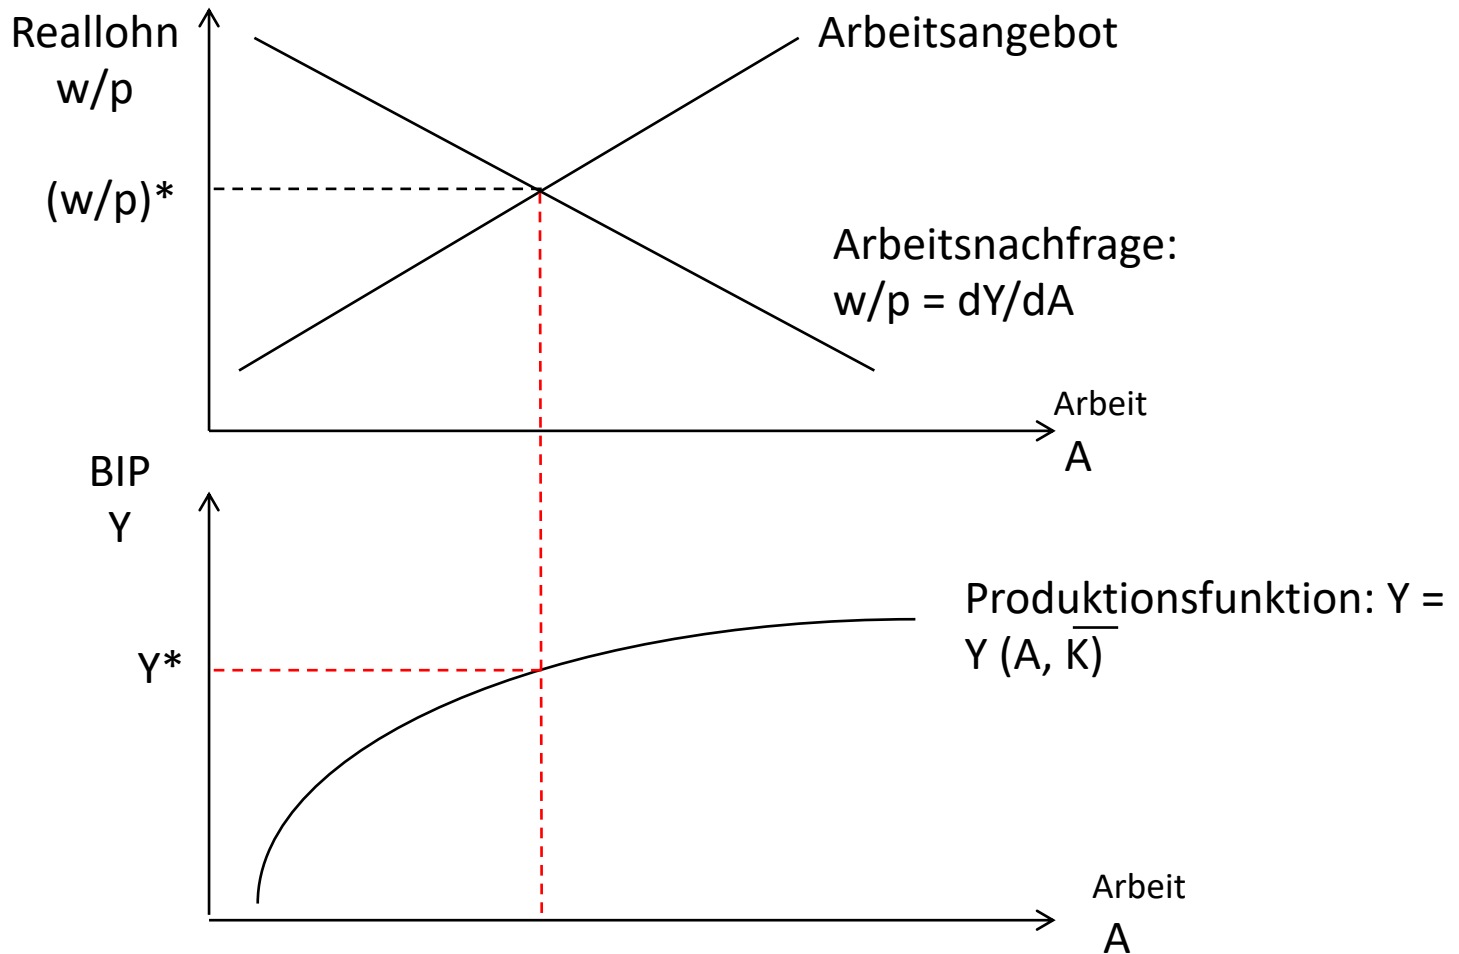 Reallohn
w/p
Arbeitsangebot
(w/p)*
Arbeitsnachfrage:
w/p = dY/dA
Arbeit
A
BIP
Y
Produktionsfunktion: Y =
Y (A, K̅)
Y*
Arbeit
A